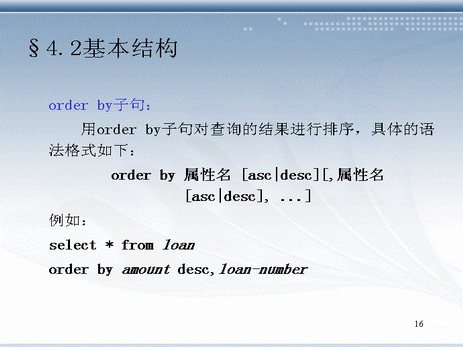 §4.2基本结构
order by子句：
用order by子句对查询的结果进行排序，具体的语
法格式如下：
order by 属性名 [asc|desc][,属性名
[asc|desc], ...]
例如：
select * from loan
order by amount desc,loan-number
16